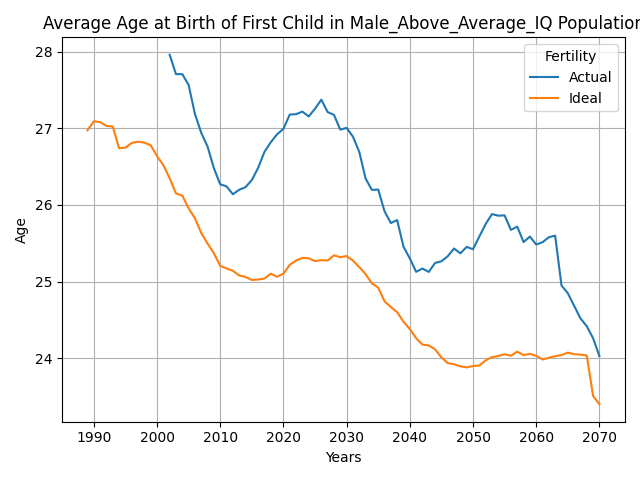 Average Age at Birth of First Child in Male_Above_Average_IQ Population
Fertility
Actual
Ideal
28
27
26
25
24
Age
1990
2000
2010
2020
2030
2040
2050
2060
2070
Years